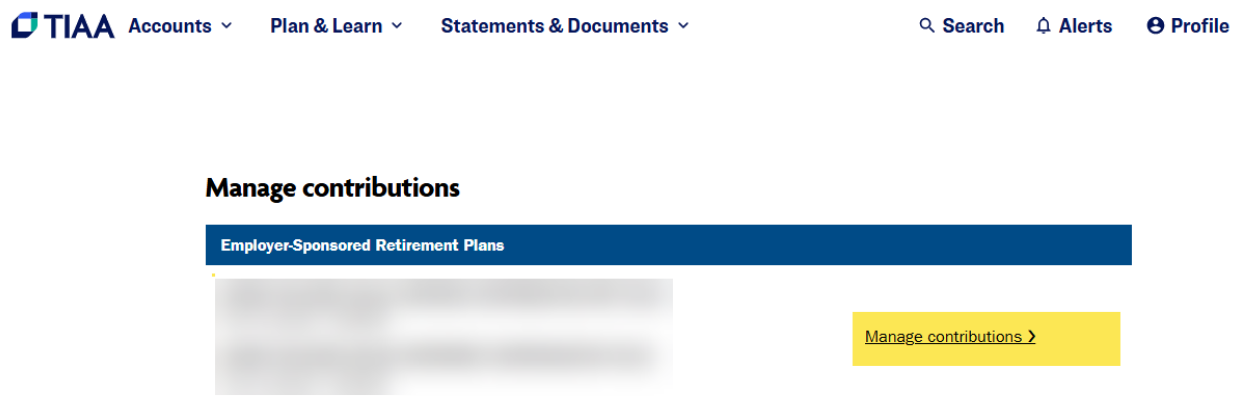 TIAA Accounts Plan & Learn Statements & Documents Search Alerts Profile
Manage contributions
Employer-Sponsored Retirement Plans
Manage contributions >